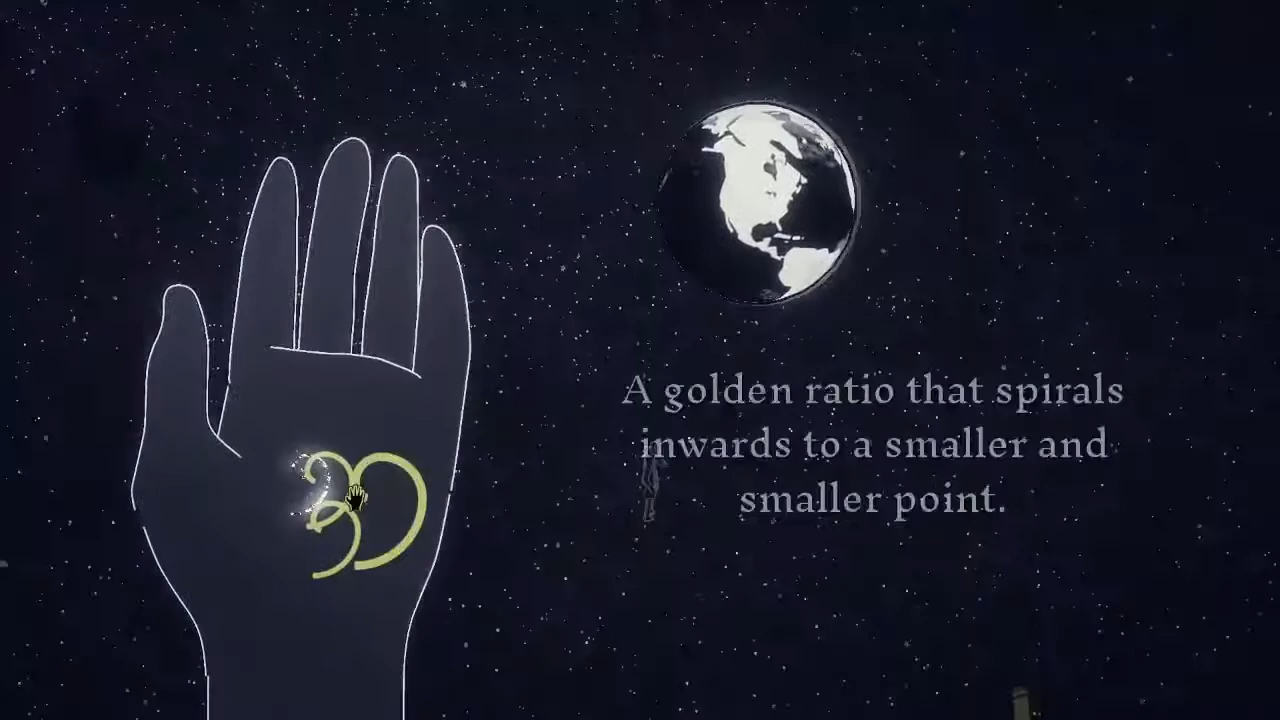 A golden ratio that spirals
inwards to a smaller and
smaller point.